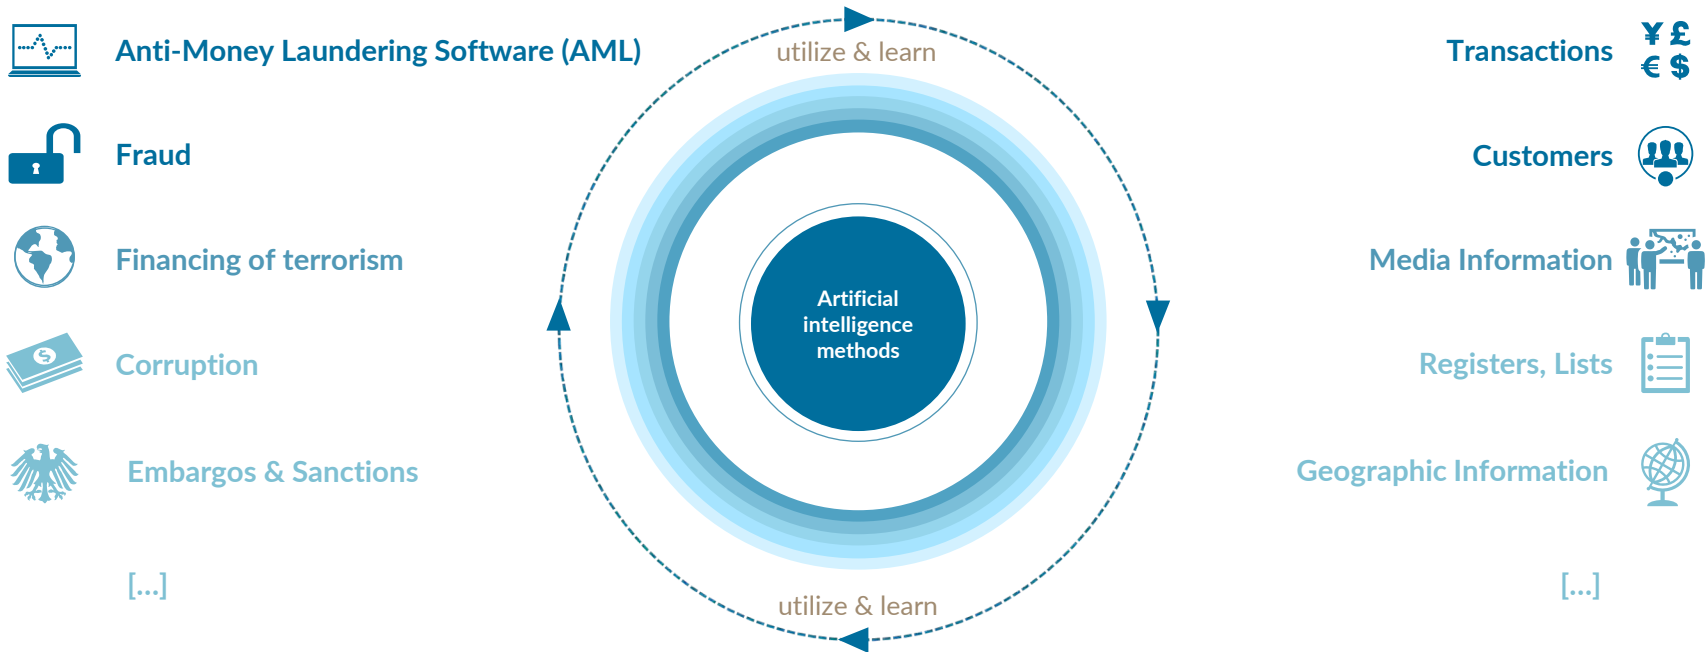 Anti-Money Laundering Software (AML)
Fraud
Financing of terrorism
Corruption
Embargos & Sanctions
[...]
utilize & learn
Artificial
intelligence
methods
utilize & learn
Transactions
¥ £
€ $
Customers
Media Information
Registers, Lists
Geographic Information
[...]